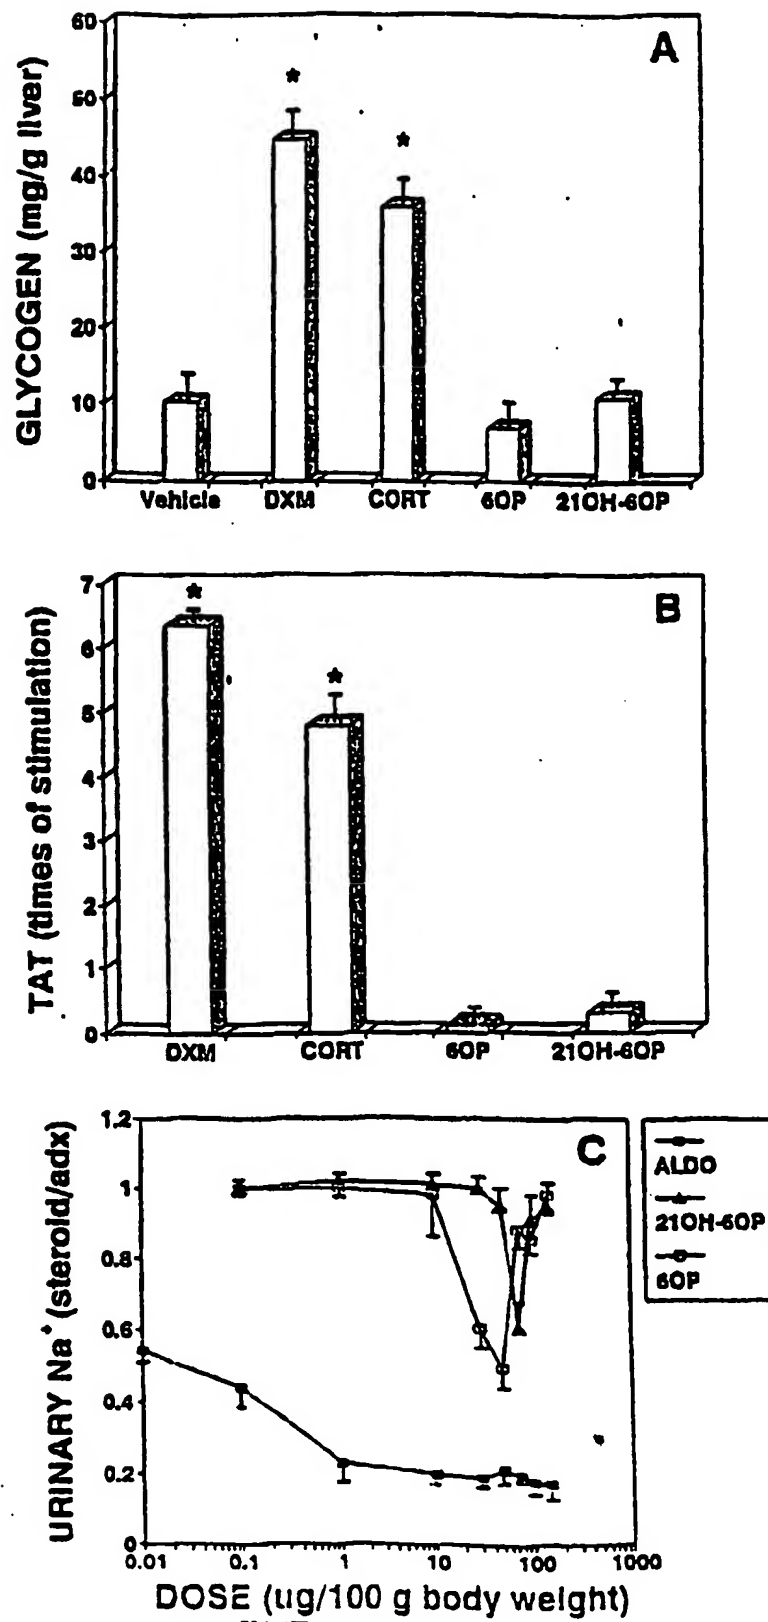 A
GLYCOGEN (mg/g liver)
60
50
40
30
20
10
0
* *
Vehicle DXM CORT 6OP 21OH-6OP
B
TAT (times of stimulation)
7
6
5
4
3
2
1
0
* *
DXM CORT 6OP 21OH-6OP
C
URINARY Na⁺ (steroid/adx)
1.2
1
0.8
0.6
0.4
0.2
0
0.01 0.1 1 10 100 1000
DOSE (ug/100 g body weight)
ALDO
21OH-6OP
6OP